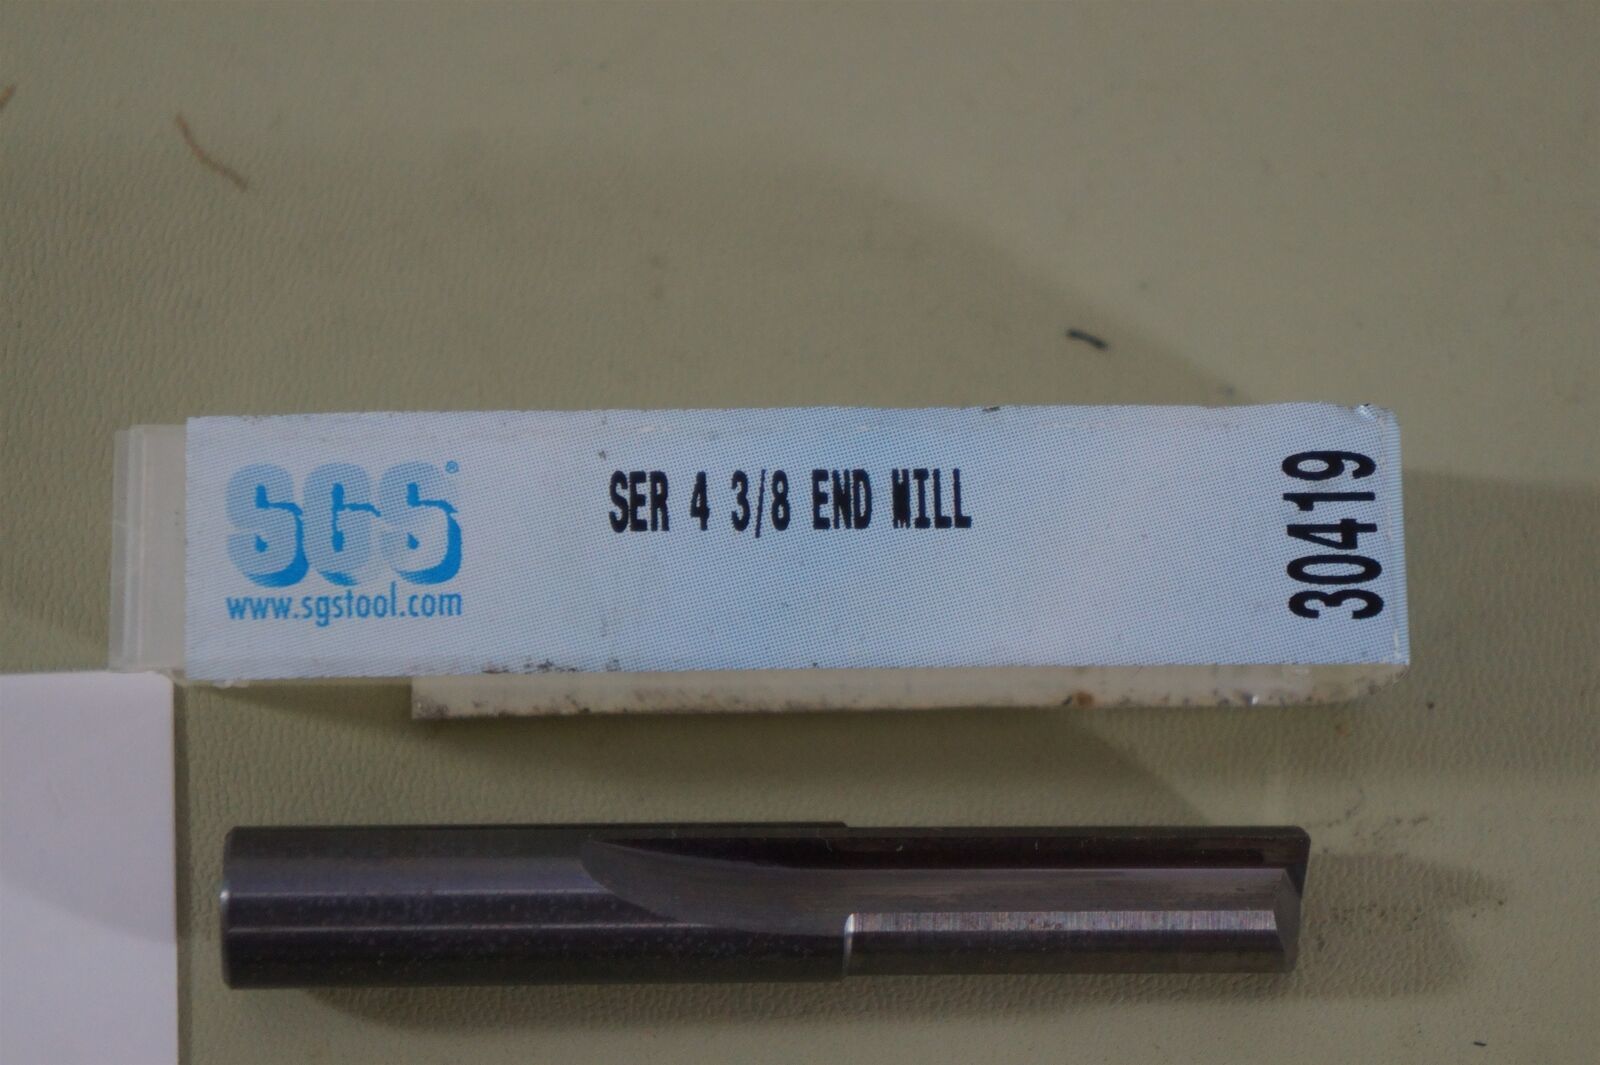 SGS®
www.sgstool.com
SER 4 3/8 END MILL
30419